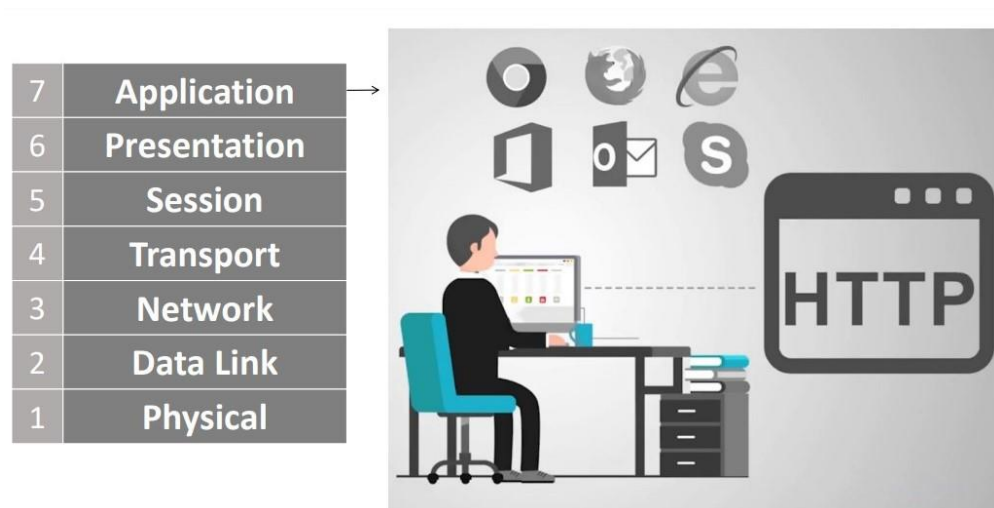 7 Application
6 Presentation
5 Session
4 Transport
3 Network
2 Data Link
1 Physical
O
S
HTTP